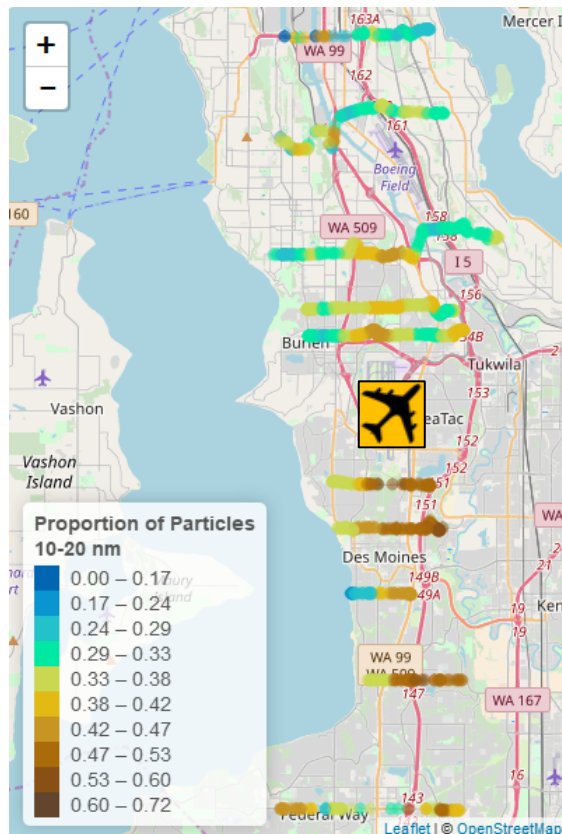 163A
Mercer I
+
WA 99
−
162
161
Boeing
Field
160
WA 509
158
I 5
156
Burien
54B
Tukwila
2
153
Vashon
eaTac
152
152
Vashon
Island
51
151
WA
Proportion of Particles
10-20 nm
Des Moines
21
0.00 – 0.17
149B
0.17 – 0.24
49A
19
Ken
0.24 – 0.29
19
0.29 – 0.33
0.33 – 0.38
WA 99
0.38 – 0.42
147
WA 167
0.42 – 0.47
0.47 – 0.53
0.53 – 0.60
16
0.60 – 0.72
143
Federal Way
Leaflet | © OpenStreetMap